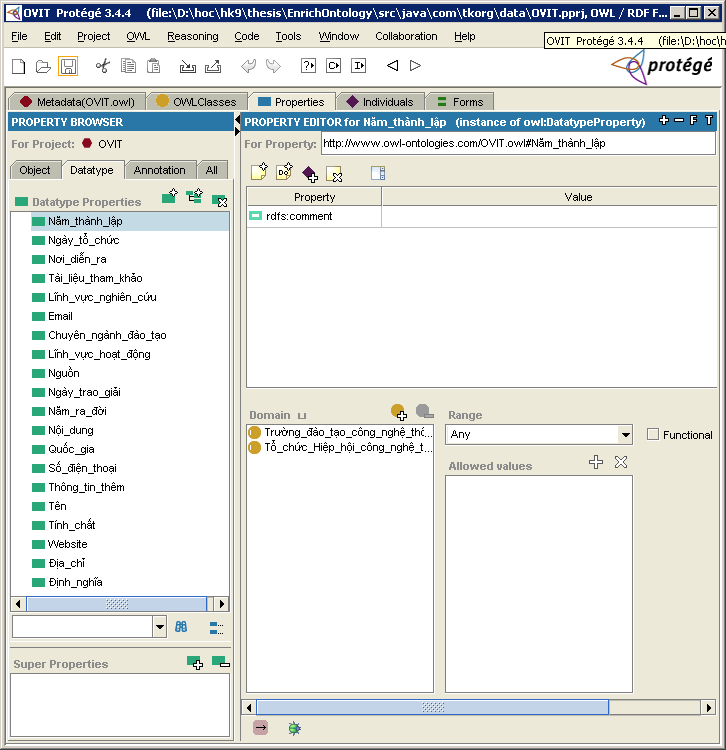 OVIT Protégé 3.4.4 (file:\D:\hoc\hk9\thesis\EnrichOntology\src\java\com\tkorg\data\OVIT.pprj, OWL / RDF F...
File Edit Project OWL Reasoning Code Tools Window Collaboration Help
OVIT Protégé 3.4.4 (file:\D:\hoc\h
protégé
Metadata(OVIT.owl) OWLClasses Properties Individuals Forms
PROPERTY BROWSER
For Project: OVIT
Object Datatype Annotation All
Datatype Properties
Năm_thành_lập
Ngày_tổ_chức
Nơi_diễn_ra
Tài_liệu_tham_khảo
Lĩnh_vực_nghiên_cứu
Email
Chuyên_ngành_đào_tạo
Lĩnh_vực_hoạt_động
Nguồn
Ngày_trao_giải
Năm_ra_đời
Nội_dung
Quốc_gia
Số_điện_thoại
Thông_tin_thêm
Tên
Tính_chất
Website
Địa_chỉ
Định_nghĩa
Super Properties
PROPERTY EDITOR for Năm_thành_lập (instance of owl:DatatypeProperty) F T
For Property: http://www.owl-ontologies.com/OVIT.owl#Năm_thành_lập
Property Value
rdfs:comment
Domain
Trường_đào_tạo_công_nghệ_thô...
Tổ_chức_Hiệp_hội_công_nghệ_t...
Range
Any
Functional
Allowed values